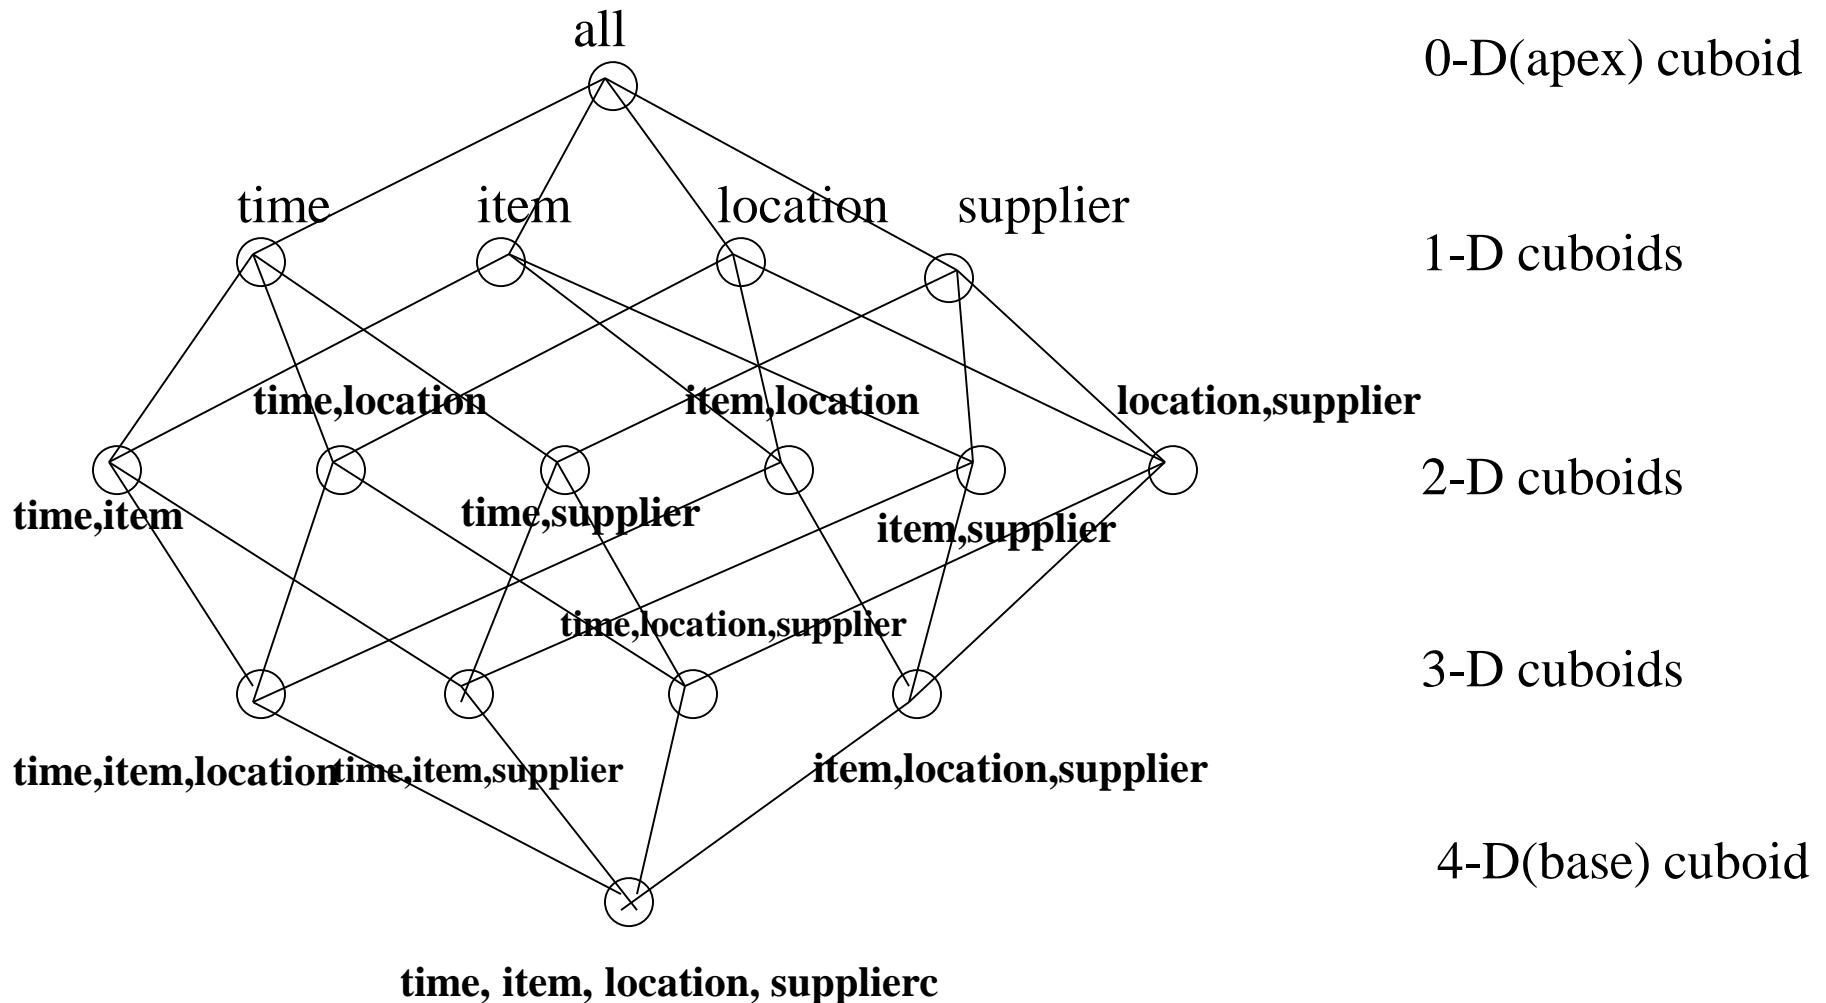 all
0-D(apex) cuboid
time
item
location
supplier
1-D cuboids
time,location
item,location
location,supplier
2-D cuboids
time,item
time,supplier
item,supplier
time,location,supplier
3-D cuboids
time,item,location
time,item,supplier
item,location,supplier
4-D(base) cuboid
time, item, location, supplierc